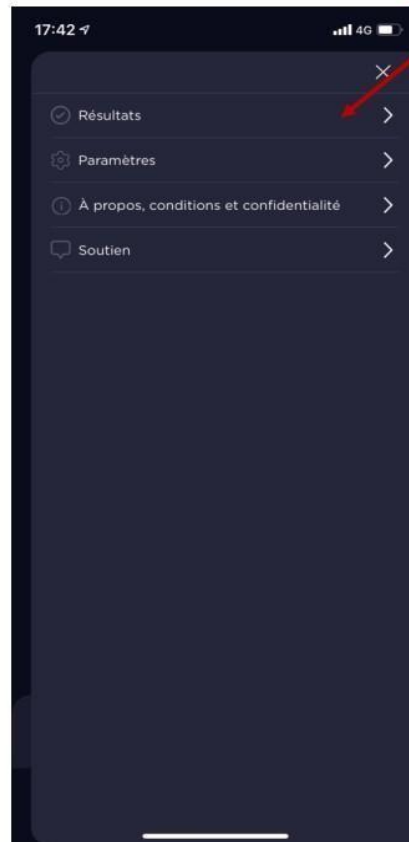 17:42 4G
Résultats
Paramètres
À propos, conditions et confidentialité
Soutien